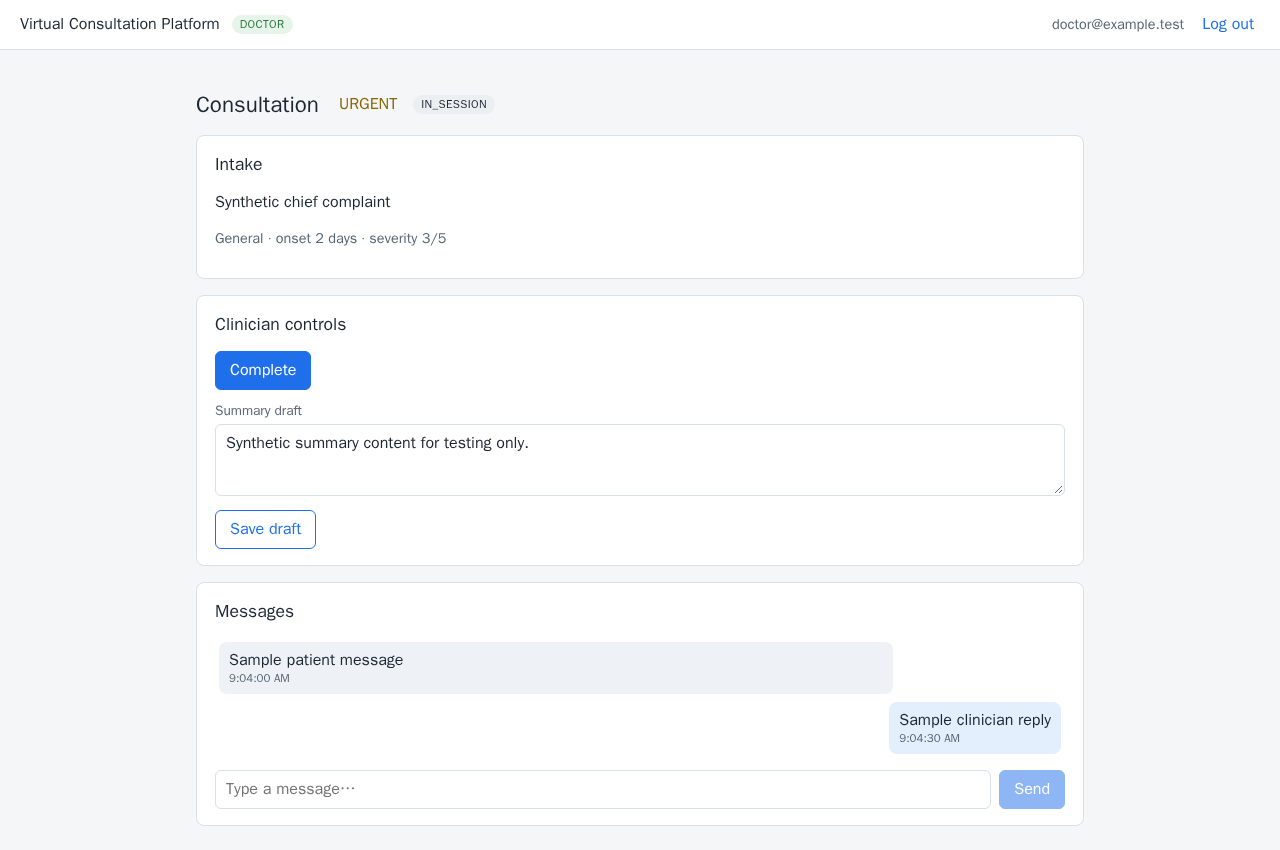 Virtual Consultation Platform DOCTOR doctor@example.test Log out
Consultation URGENT IN_SESSION
Intake
Synthetic chief complaint
General · onset 2 days · severity 3/5
Clinician controls
Complete
Summary draft
Synthetic summary content for testing only.
Save draft
Messages
Sample patient message
9:04:00 AM
Sample clinician reply
9:04:30 AM
Type a message… Send